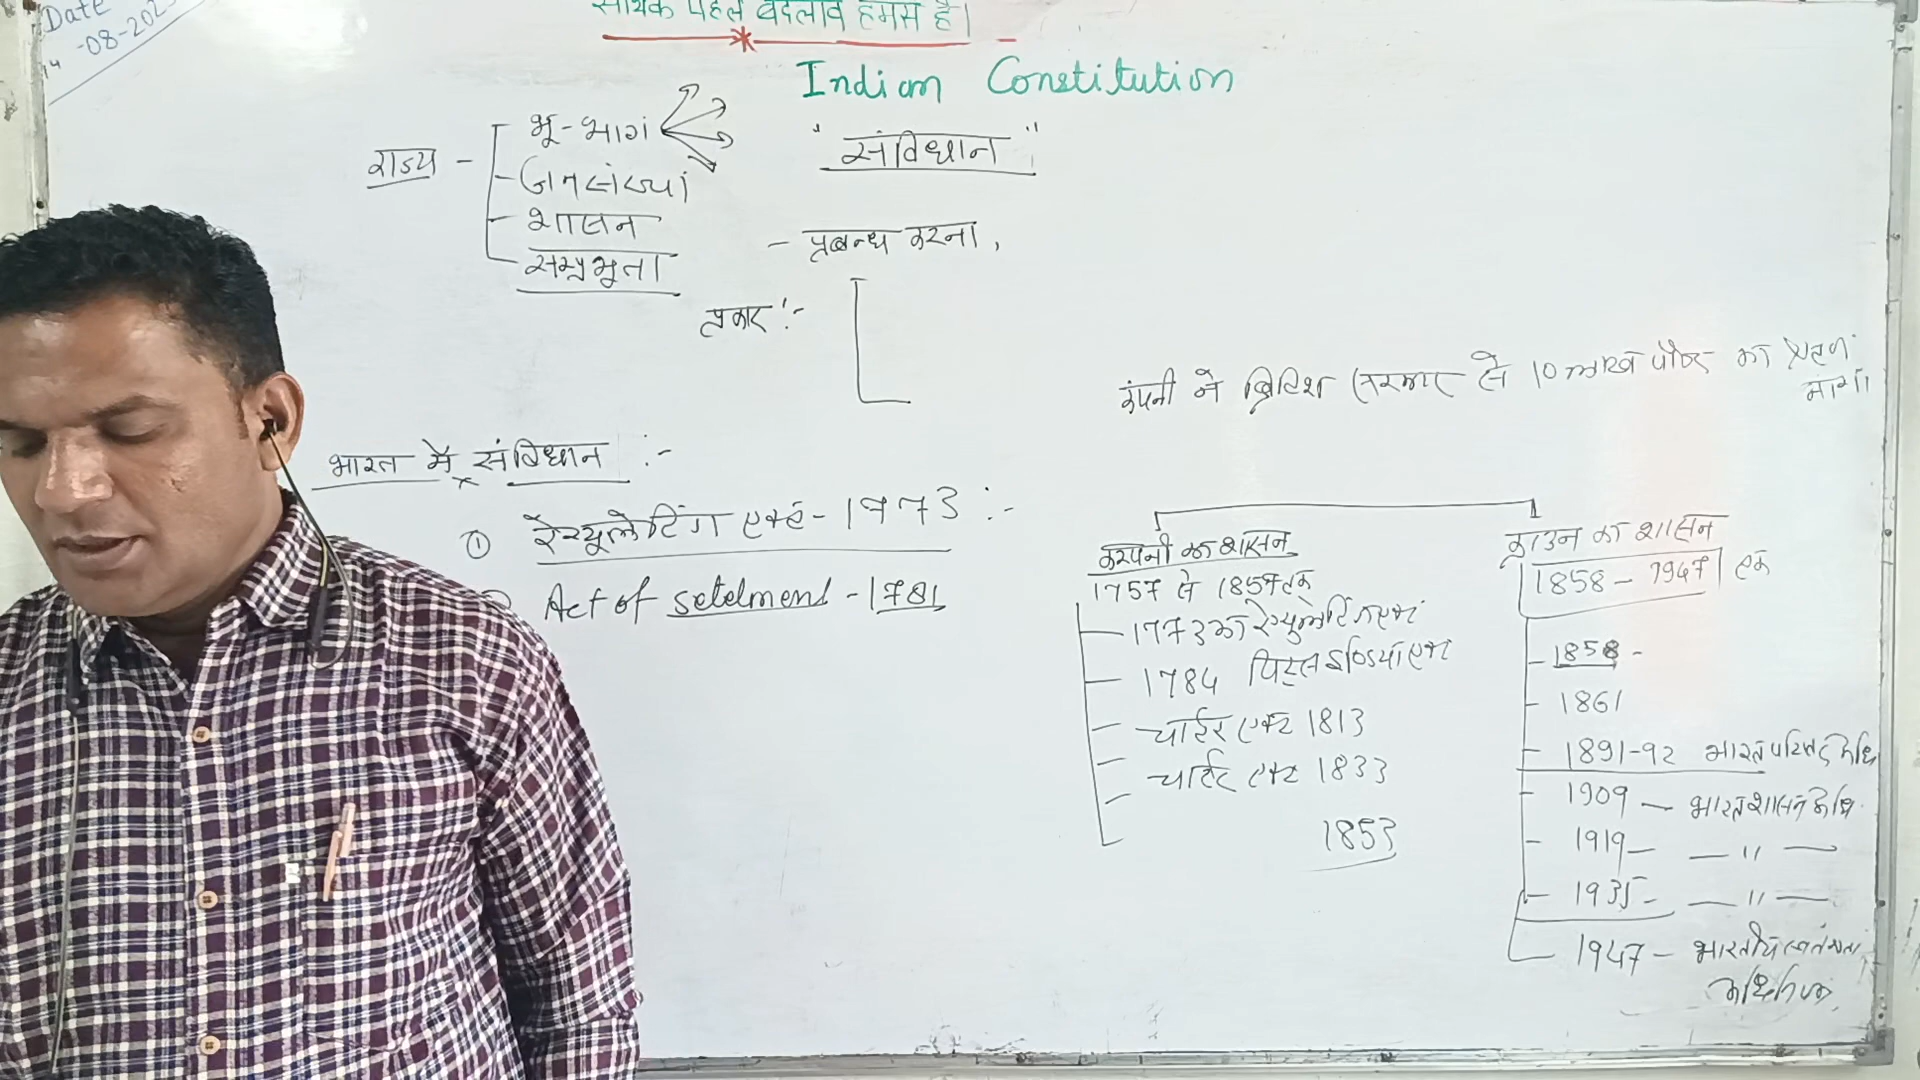 Date
14-08-202
सार्थक पहल बदलाव हमसे है।
Indian Constitution
"संविधान"
राज्य -
भू-भाग
जनसंख्या
शासन
सम्प्रभुता
- प्रबन्ध करना,
प्रकार :-
कंपनी ने ब्रिटिश सरकार से 10 लाख पौण्ड का ऋण मांगा
भारत में संविधान :-
① रेग्यूलेटिंग एक्ट - 1773 :-
Act of setelment - 1781
कम्पनी का शासन
1757 से 1857 तक
1773 का रेग्युलेटिंग एक्ट
1784 पिट्स इण्डिया एक्ट
चार्टर एक्ट 1813
चार्टर एक्ट 1833
1853
क्राउन का शासन
1858 - 1947 तक
1858 -
1861
1891-92 भारत परिषद अधि
1909 - भारत शासन अधि.
1919 - — " —
1935 - — " —
1947 - भारतीय स्वतंत्रता
अधिनियम